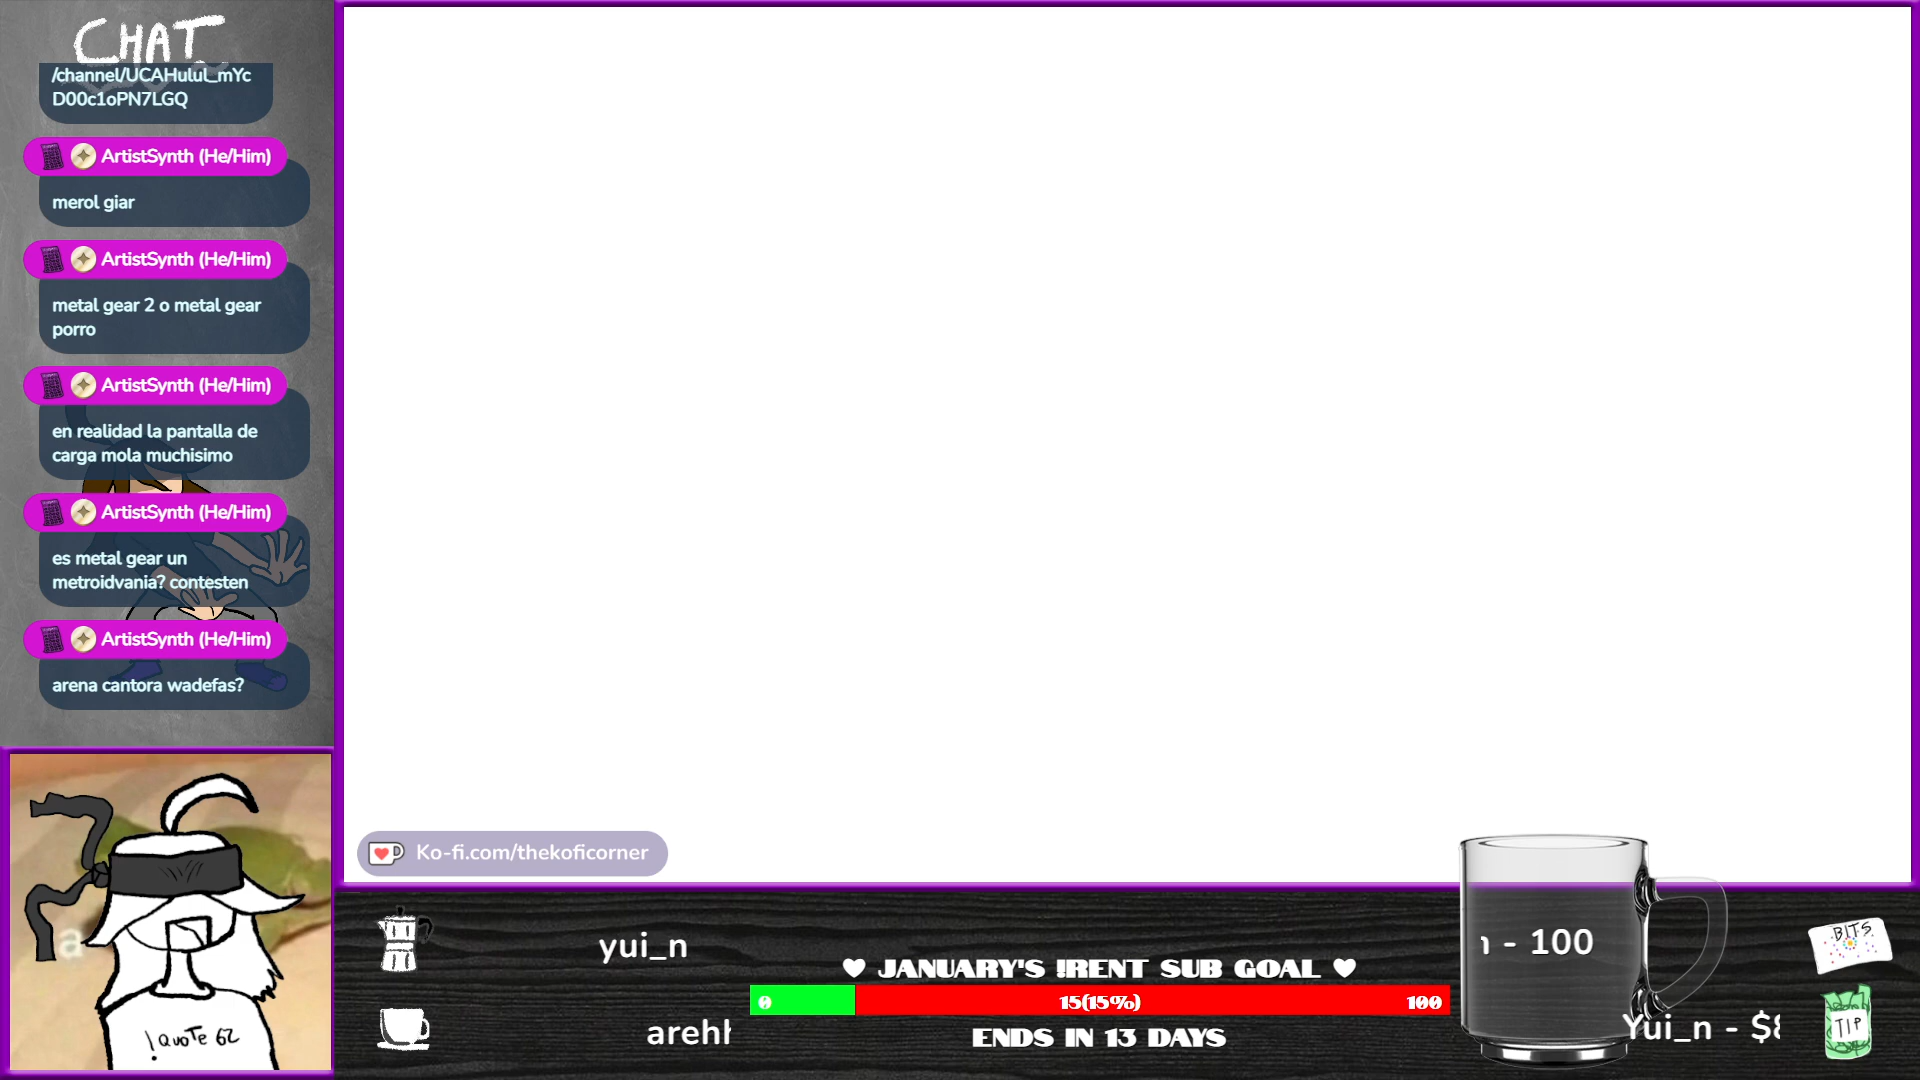 CHAT
/channel/UCAHuluL_mYc
D00c1oPN7LGQ
ArtistSynth (He/Him)
merol giar
ArtistSynth (He/Him)
metal gear 2 o metal gear
porro
ArtistSynth (He/Him)
en realidad la pantalla de
carga mola muchisimo
ArtistSynth (He/Him)
es metal gear un
metroidvania? contesten
ArtistSynth (He/Him)
arena cantora wadefas?
a
!QUOTE 62
Ko-fi.com/thekoficorner
yui_n
areh
♥ JANUARY'S !RENT SUB GOAL ♥
0 15(15%) 100
ENDS IN 13 DAYS
- 100
Yui_n - $
BITS
TIP